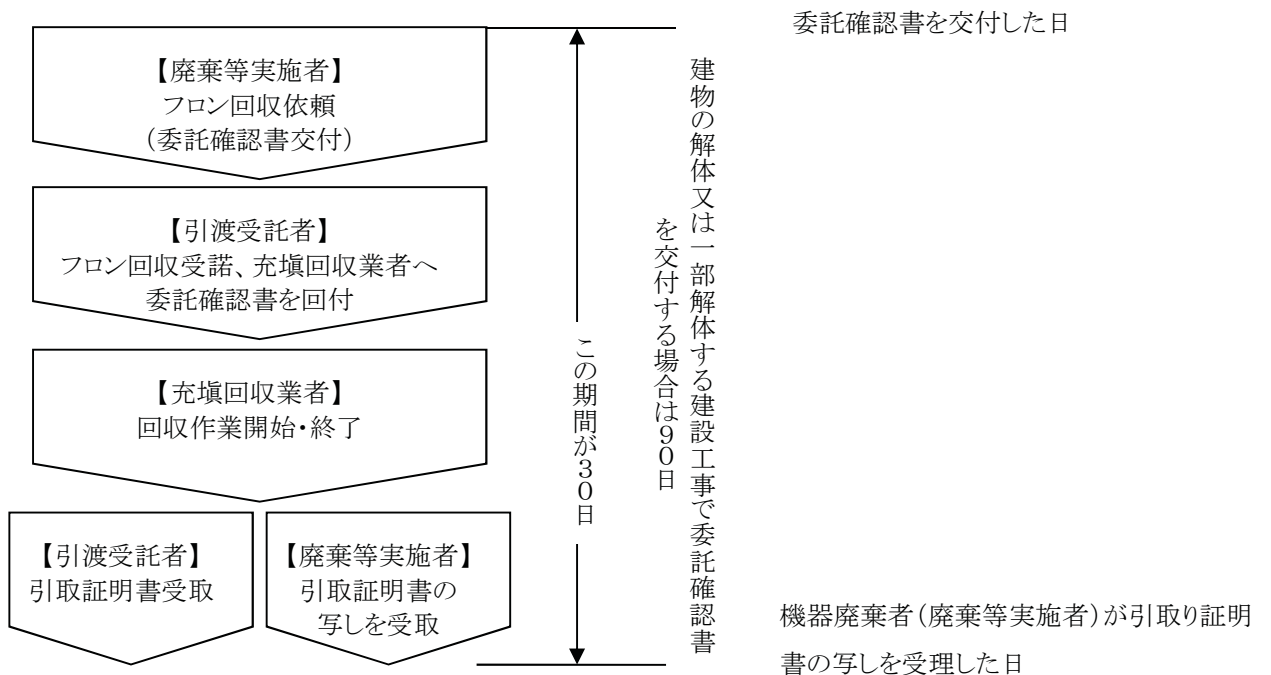 委託確認書を交付した日
【廃棄等実施者】
フロン回収依頼
(委託確認書交付)
【引渡受託者】
フロン回収受諾、充塡回収業者へ
委託確認書を回付
【充塡回収業者】
回収作業開始・終了
【引渡受託者】
引取証明書受取
【廃棄等実施者】
引取証明書の
写しを受取
この期間が30日
建物の解体又は一部解体する建設工事で委託確認書
を交付する場合は90日
機器廃棄者(廃棄等実施者)が引取り証明
書の写しを受理した日